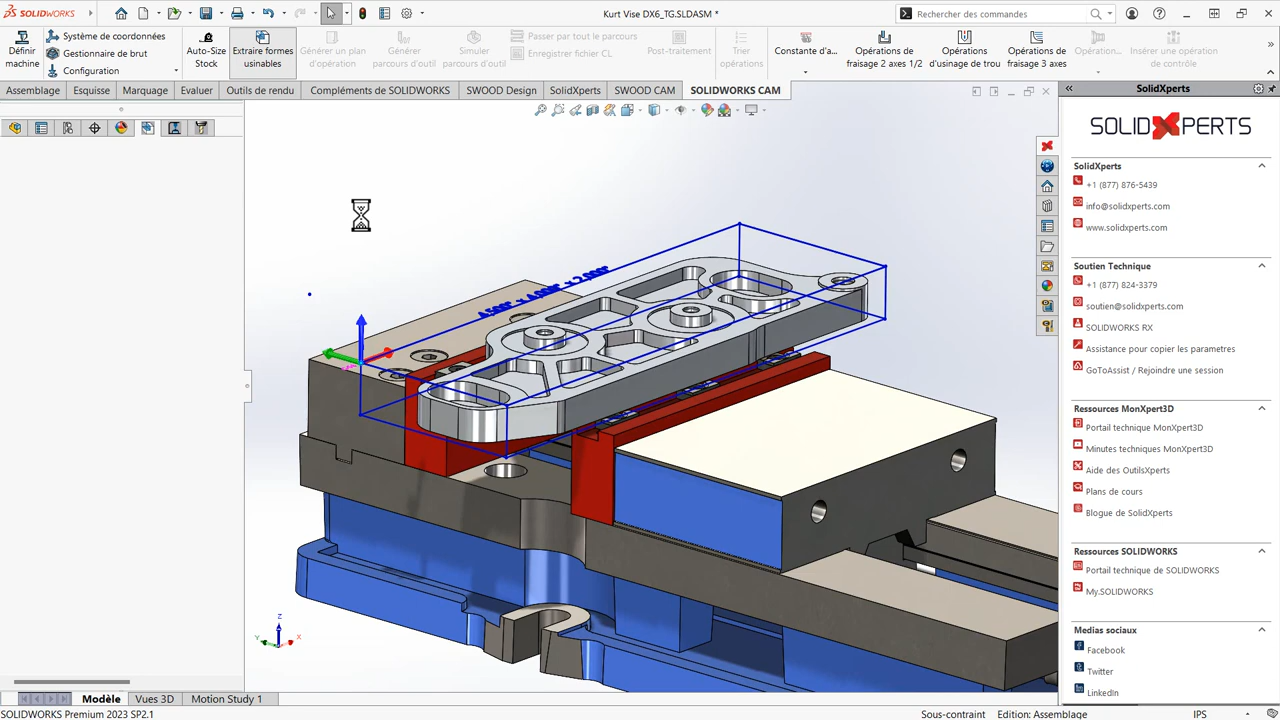 SOLIDWORKS
Kurt Vise DX6_TG.SLDASM *
Rechercher des commandes
Définir machine
Système de coordonnées
Gestionnaire de brut
Configuration
Auto-Size Stock
Extraire formes usinables
Générer un plan d'opération
Générer parcours d'outil
Simuler parcours d'outil
Passer par tout le parcours
Enregistrer fichier CL
Post-traitement
Trier opérations
Constante d'a...
Opérations de fraisage 2 axes 1/2
Opérations d'usinage de trou
Opérations de fraisage 3 axes
Opération...
Insérer une opération de contrôle
Assemblage
Esquisse
Marquage
Evaluer
Outils de rendu
Compléments de SOLIDWORKS
SWOOD Design
SolidXperts
SWOOD CAM
SOLIDWORKS CAM
SolidXperts
SOLIDXPERTS
SolidXperts
+1 (877) 876-5439
info@solidxperts.com
www.solidxperts.com
Soutien Technique
+1 (877) 824-3379
soutien@solidxperts.com
SOLIDWORKS RX
Assistance pour copier les parametres
GoToAssist / Rejoindre une session
Ressources MonXpert3D
Portail technique MonXpert3D
Minutes techniques MonXpert3D
Aide des OutilsXperts
Plans de cours
Blogue de SolidXperts
Ressources SOLIDWORKS
Portail technique de SOLIDWORKS
My.SOLIDWORKS
Medias sociaux
Facebook
Twitter
LinkedIn
Z
Y
X
Modèle
Vues 3D
Motion Study 1
SOLIDWORKS Premium 2023 SP2.1
Sous-contraint
Edition: Assemblage
IPS